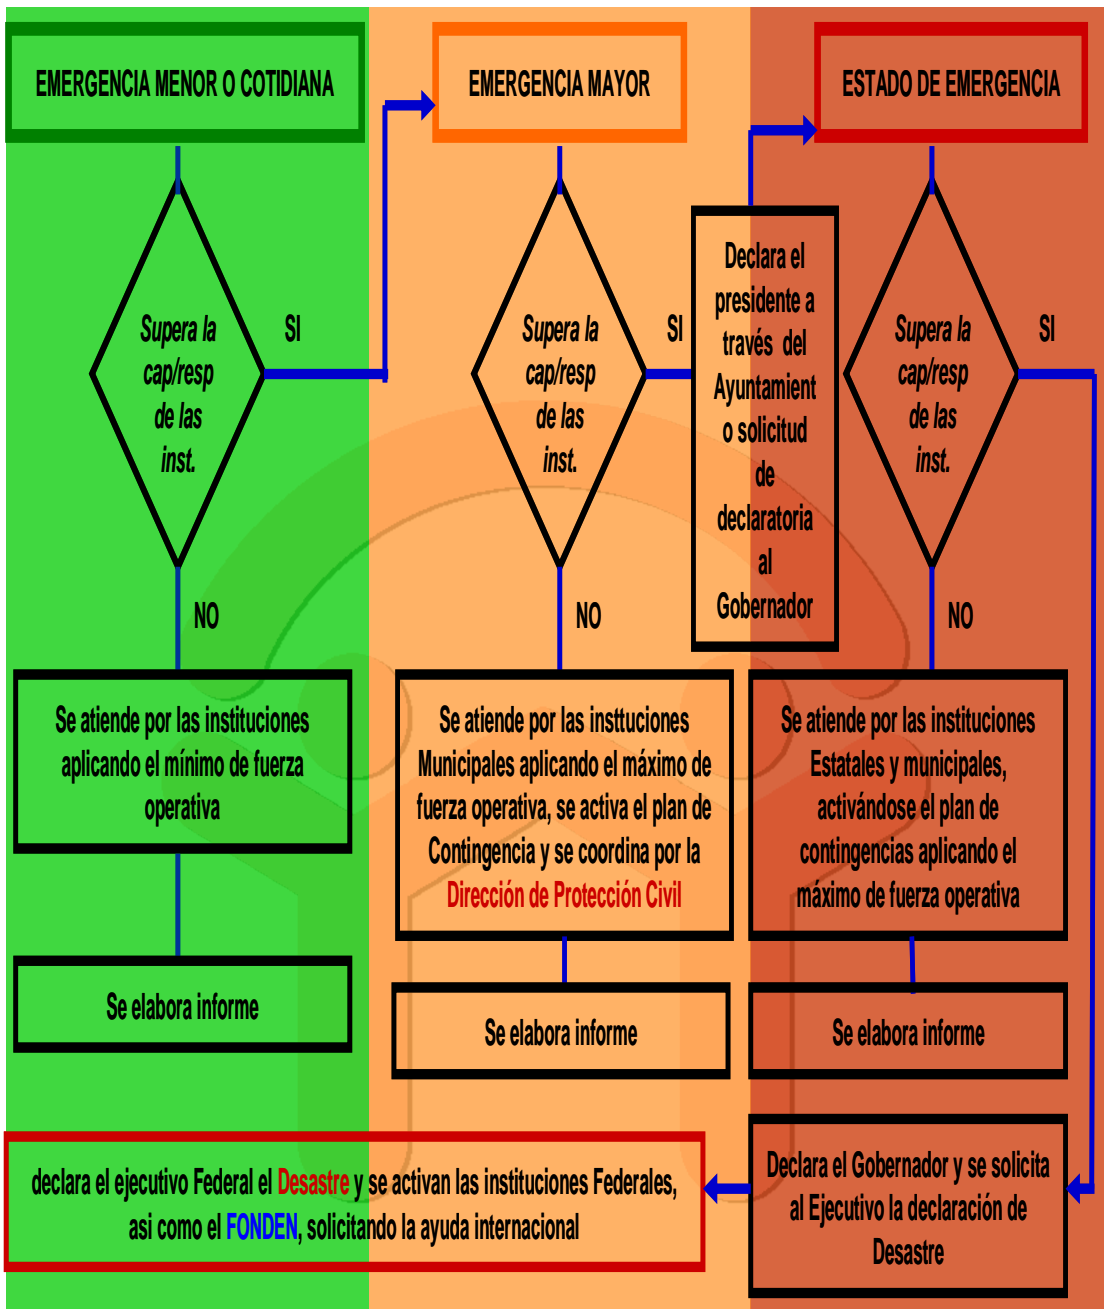 EMERGENCIA MENOR O COTIDIANA
Supera la
cap/resp
de las
inst.
SI
NO
Se atiende por las instituciones
aplicando el mínimo de fuerza
operativa
Se elabora informe
EMERGENCIA MAYOR
Supera la
cap/resp
de las
inst.
SI
NO
Se atiende por las insttuciones
Municipales aplicando el máximo de
fuerza operativa, se activa el plan de
Contingencia y se coordina por la
Dirección de Protección Civil
Se elabora informe
Declara el
presidente a
través del
Ayuntamient
o solicitud
de
declaratoria
al
Gobernador
ESTADO DE EMERGENCIA
Supera la
cap/resp
de las
inst.
SI
NO
Se atiende por las instituciones
Estatales y municipales,
activándose el plan de
contingencias aplicando el
máximo de fuerza operativa
Se elabora informe
Declara el Gobernador y se solicita
al Ejecutivo la declaración de
Desastre
declara el ejecutivo Federal el Desastre y se activan las instituciones Federales,
asi como el FONDEN, solicitando la ayuda internacional